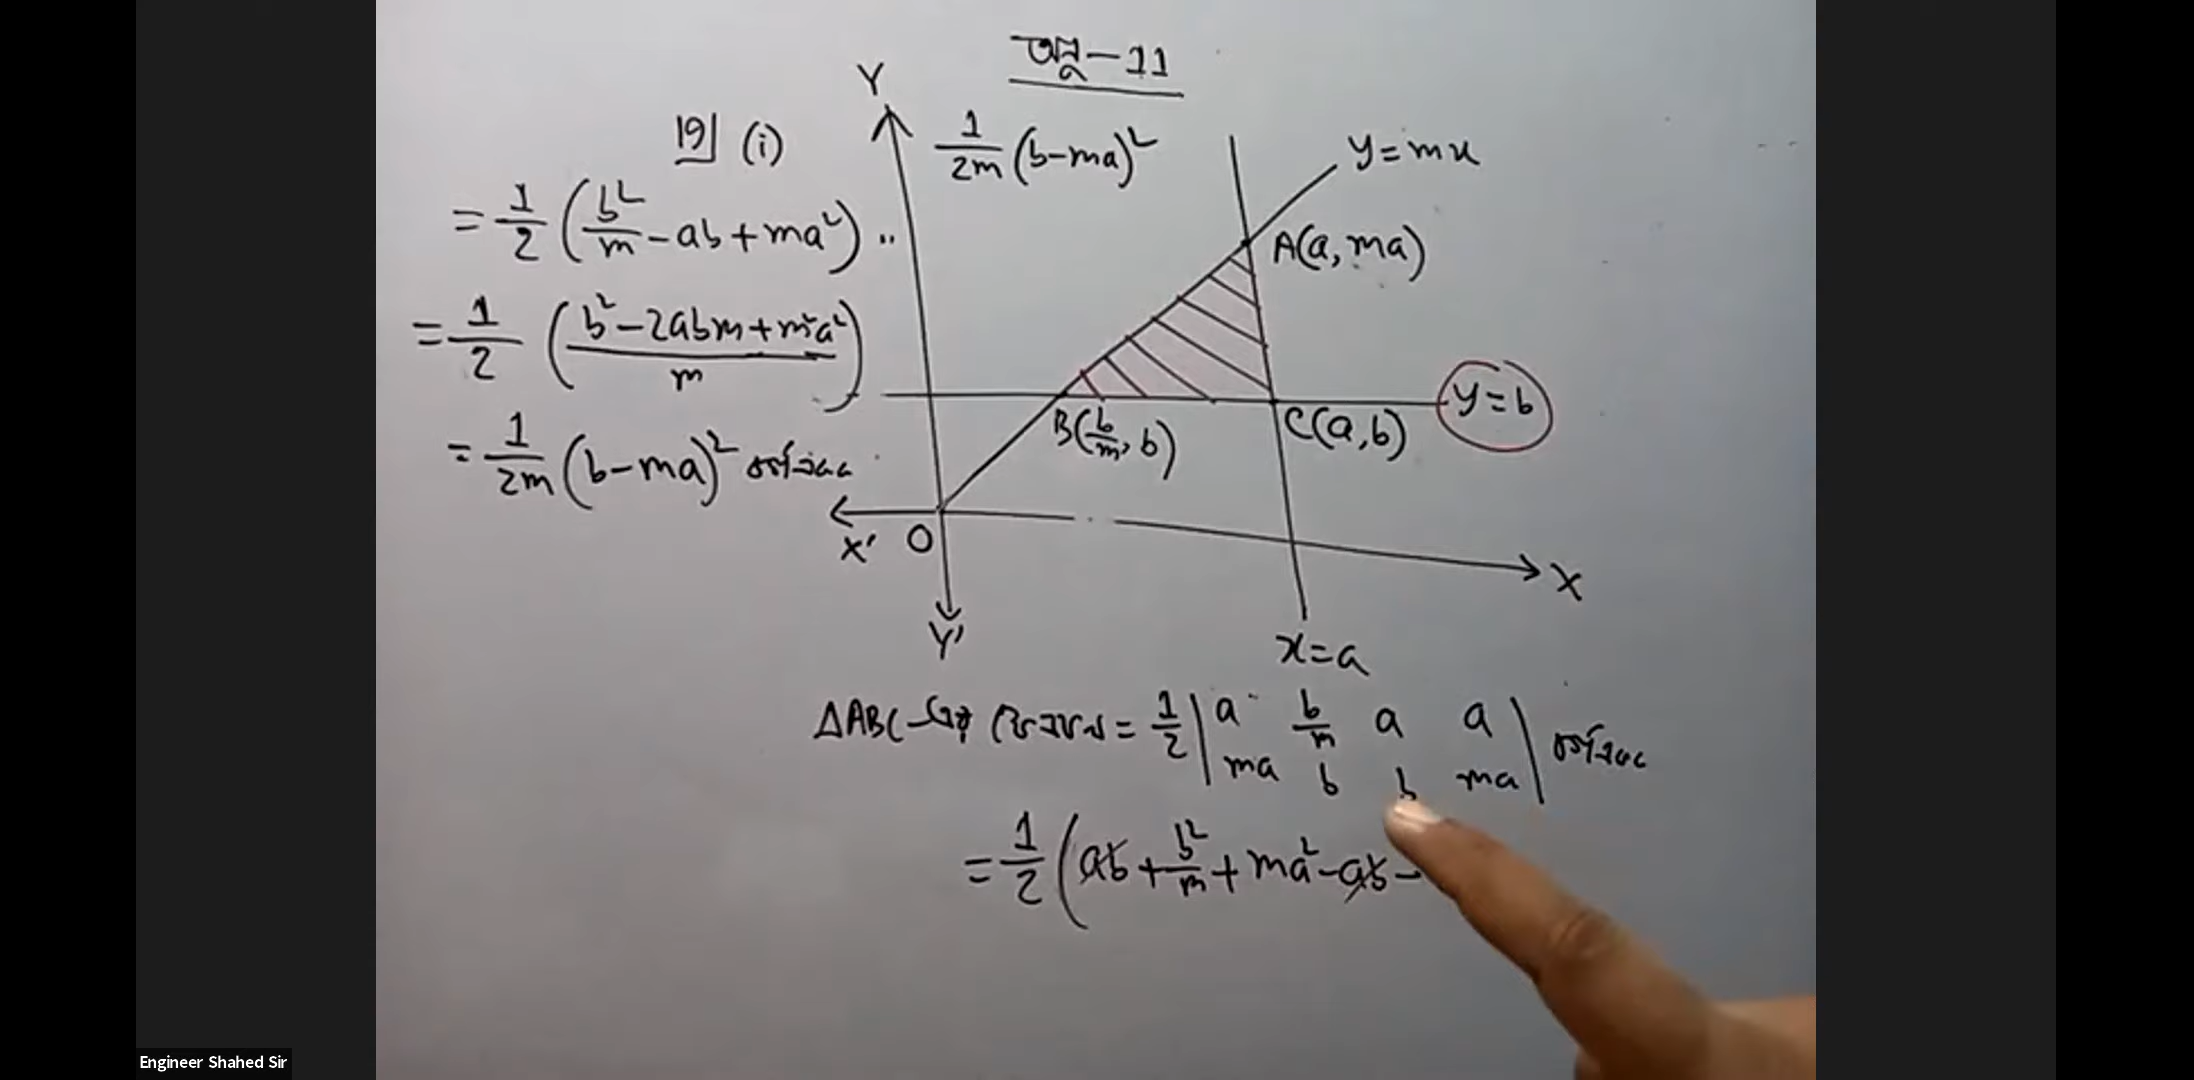 অনু-11
19] (i)
Y
1/2m (b-ma)²
y=mx
= 1/2 (b²/m - ab + ma²) ..
A(a, ma)
= 1/2 ((b² - 2abm + m²a²)/m)
B(b/m, b)
C(a, b)
y=b
= 1/2m (b-ma)² বর্গএকক
X' O
X
Y'
x=a
ΔABC-এর ক্ষেত্রফল = 1/2 | a b/m a a | বর্গএকক
ma b b ma
= 1/2 (ab + b²/m + ma² - ab -
Engineer Shahed Sir